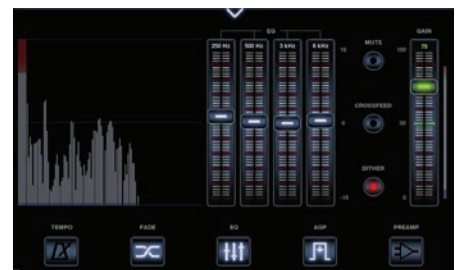 EQ MUTE GAIN
250 Hz 500 Hz 3 kHz 6 kHz 75
CROSSFEED
DITHER
TEMPO FADE EQ AGP PREAMP
1X